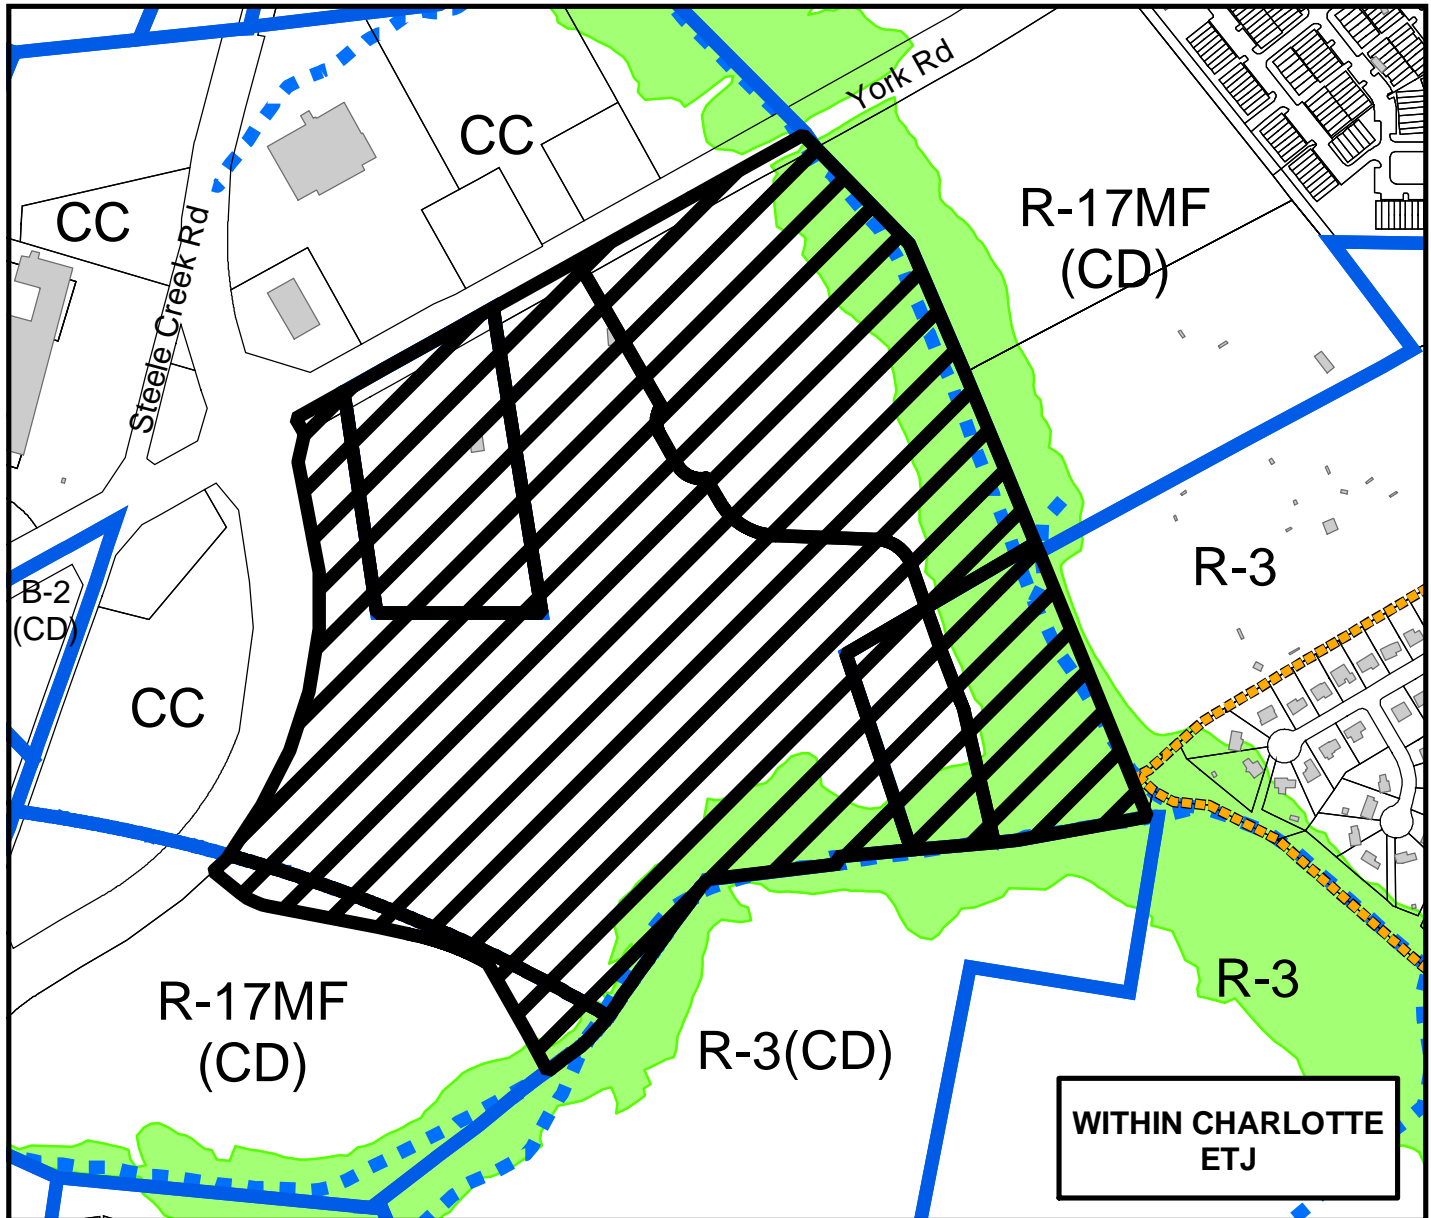 York Rd
CC
R-17MF
(CD)
CC
Steele Creek Rd
R-3
B-2
(CD)
CC
R-3
R-17MF
(CD)
R-3(CD)
WITHIN CHARLOTTE
ETJ